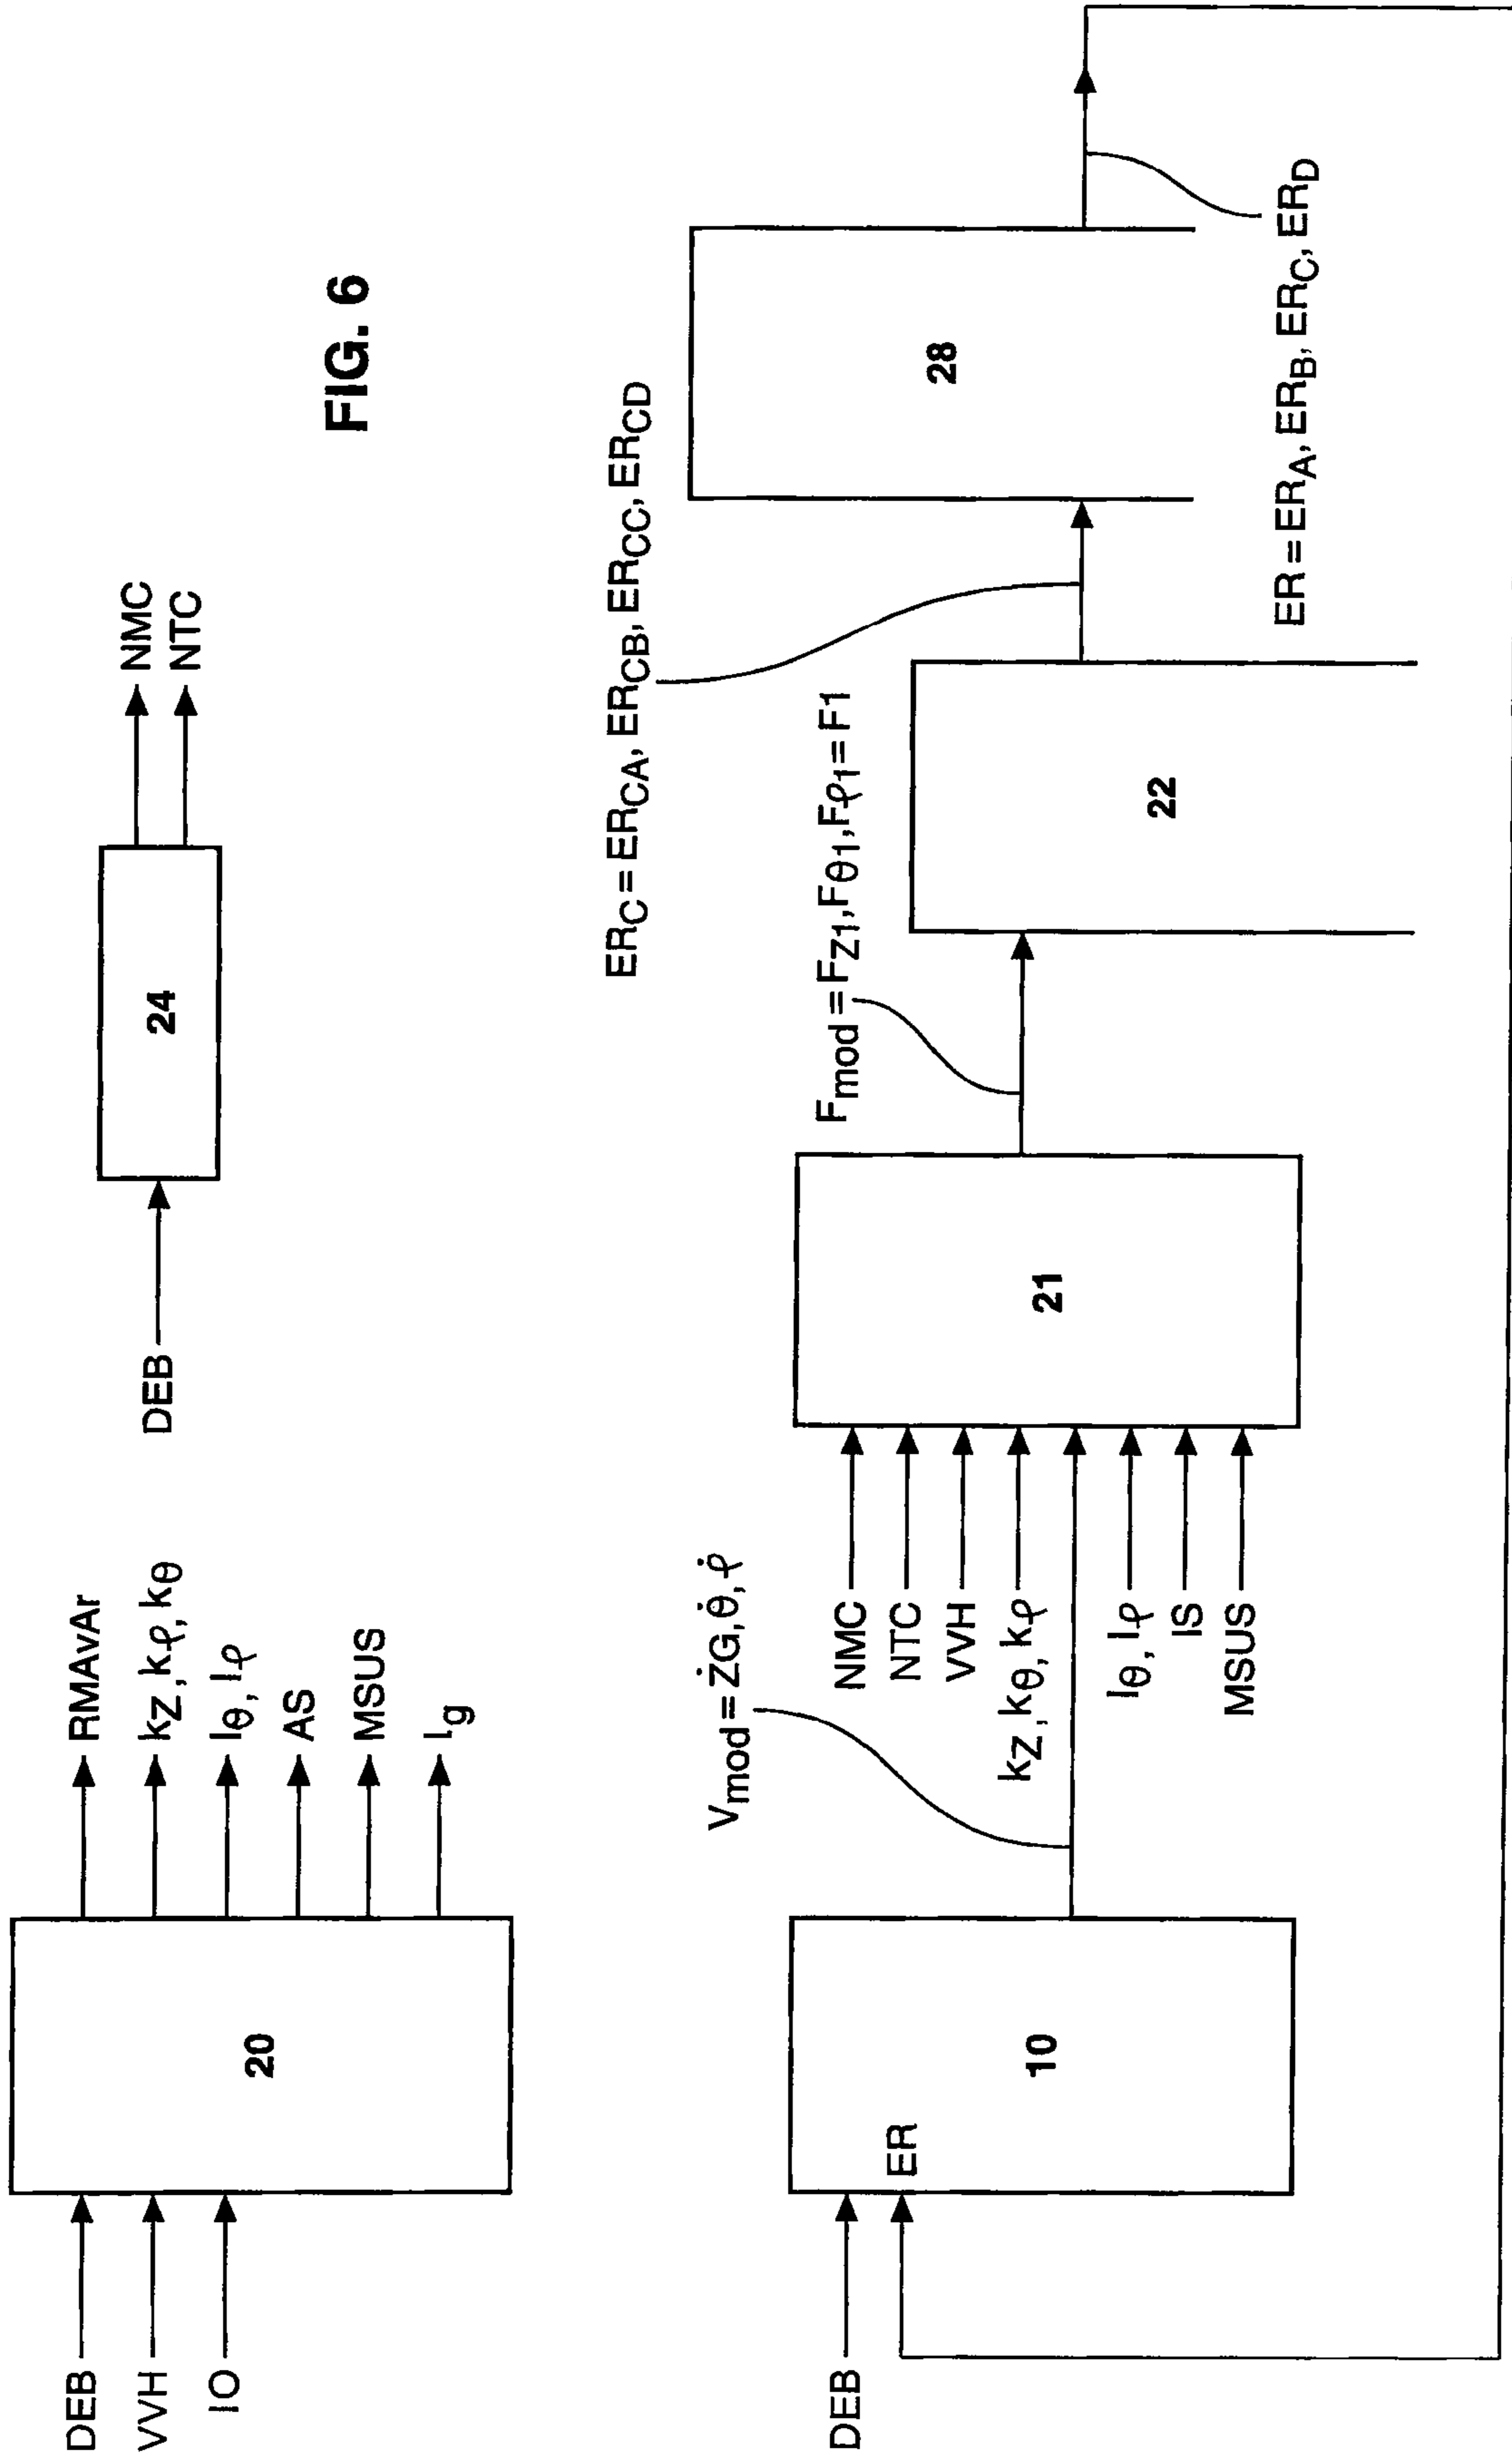 FIG. 6
DEB
VVH
IO
20
RMAvAr
kZ, kφ, kθ
Iθ, Iφ
AS
MSUS
lg
DEB
24
NMC
NTC
DEB
ER
10
Vmod = ŻG, θ̇, φ̇
NMC
NTC
VVH
kZ, kθ, kφ
Iθ, Iφ
IS
MSUS
21
Fmod = FZ1, Fθ1, Fφ1 = F1
22
ERC = ERCA, ERCB, ERCC, ERCD
28
ER = ERA, ERB, ERC, ERD